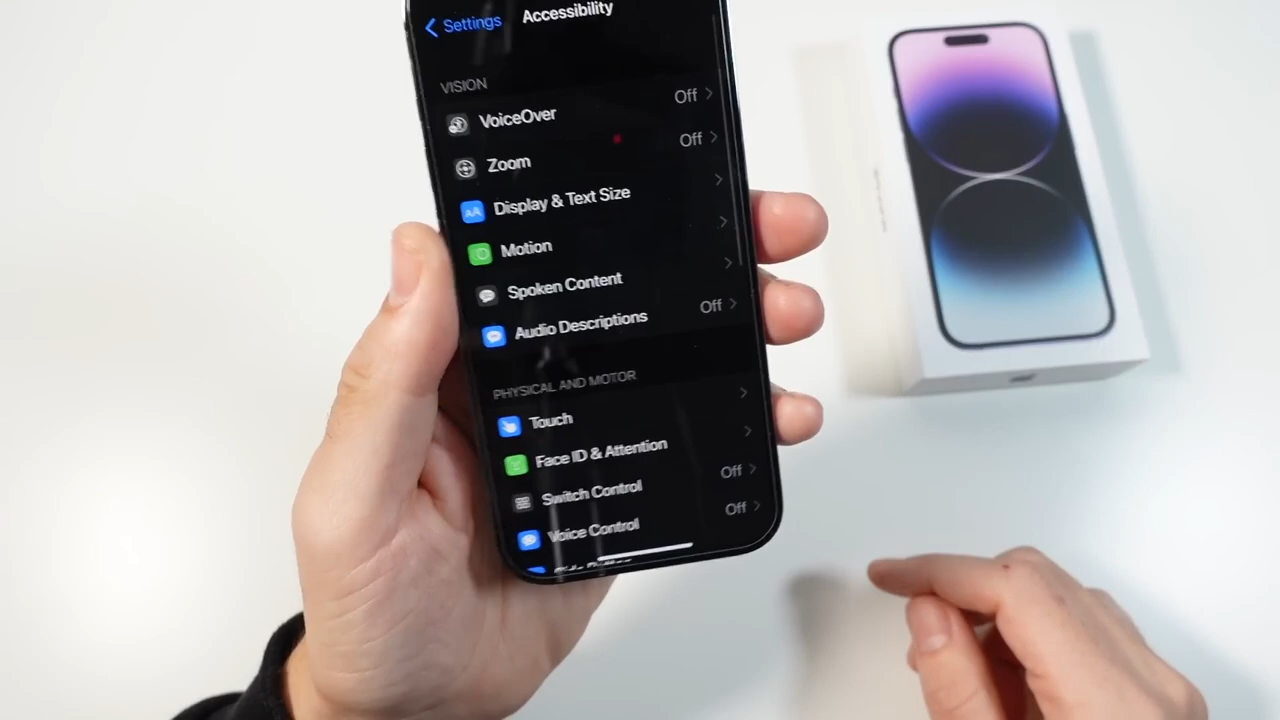 Settings Accessibility
VISION
VoiceOver Off
Zoom Off
Display & Text Size
Motion
Spoken Content
Audio Descriptions Off
PHYSICAL AND MOTOR
Touch
Face ID & Attention
Switch Control Off
Voice Control Off